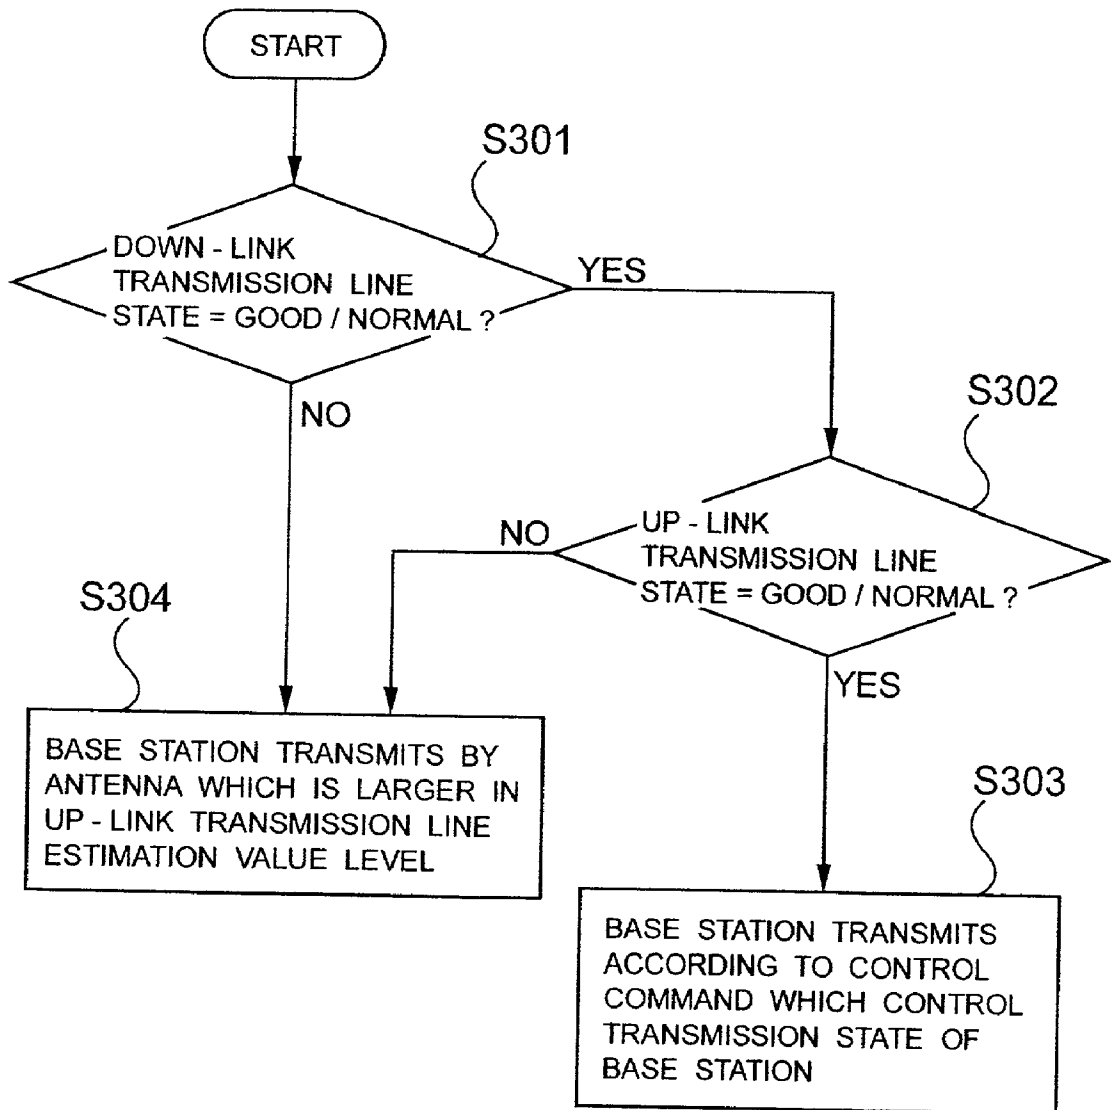 START
S301
DOWN - LINK
TRANSMISSION LINE
STATE = GOOD / NORMAL ?
YES
NO
S302
UP - LINK
TRANSMISSION LINE
STATE = GOOD / NORMAL ?
NO
YES
S304
BASE STATION TRANSMITS BY
ANTENNA WHICH IS LARGER IN
UP - LINK TRANSMISSION LINE
ESTIMATION VALUE LEVEL
S303
BASE STATION TRANSMITS
ACCORDING TO CONTROL
COMMAND WHICH CONTROL
TRANSMISSION STATE OF
BASE STATION